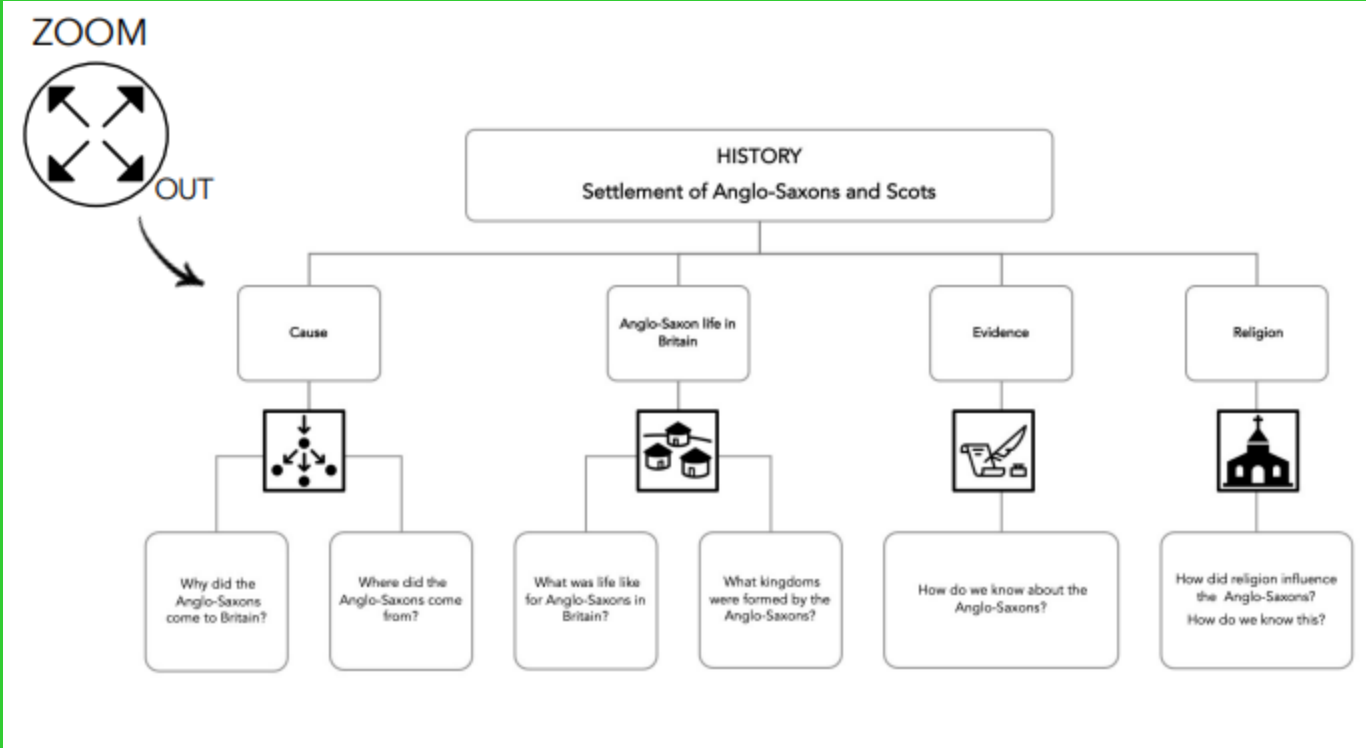 ZOOM
OUT
HISTORY
Settlement of Anglo-Saxons and Scots
Cause
Anglo-Saxon life in
Britain
Evidence
Religion
Why did the
Anglo-Saxons
come to Britain?
Where did the
Anglo-Saxons come
from?
What was life like
for Anglo-Saxons in
Britain?
What kingdoms
were formed by the
Anglo-Saxons?
How do we know about the
Anglo-Saxons?
How did religion influence
the Anglo-Saxons?
How do we know this?